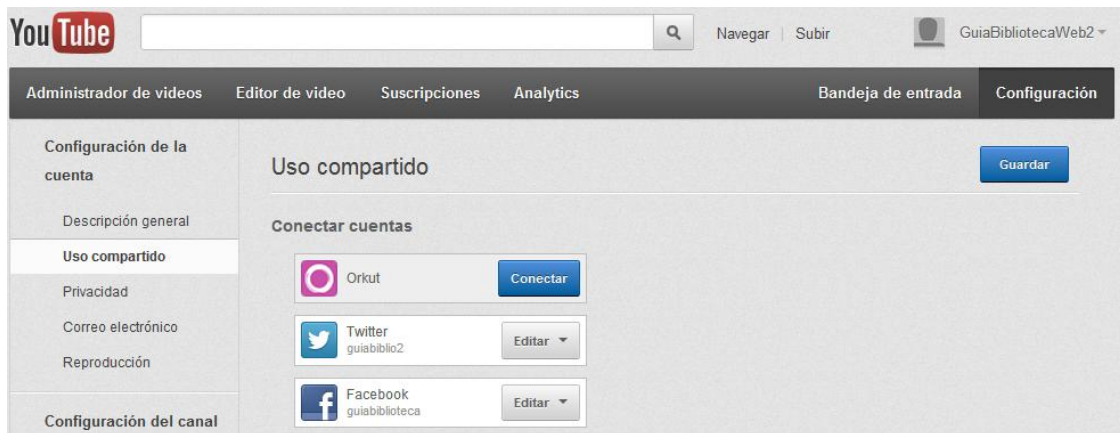 YouTube
Navegar | Subir
GuiaBibliotecaWeb2
Administrador de videos
Editor de video
Suscripciones
Analytics
Bandeja de entrada
Configuración
Configuración de la
cuenta
Descripción general
Uso compartido
Privacidad
Correo electrónico
Reproducción
Configuración del canal
Uso compartido
Guardar
Conectar cuentas
Orkut
Conectar
Twitter
guiabiblio2
Editar
Facebook
guiabiblioteca
Editar